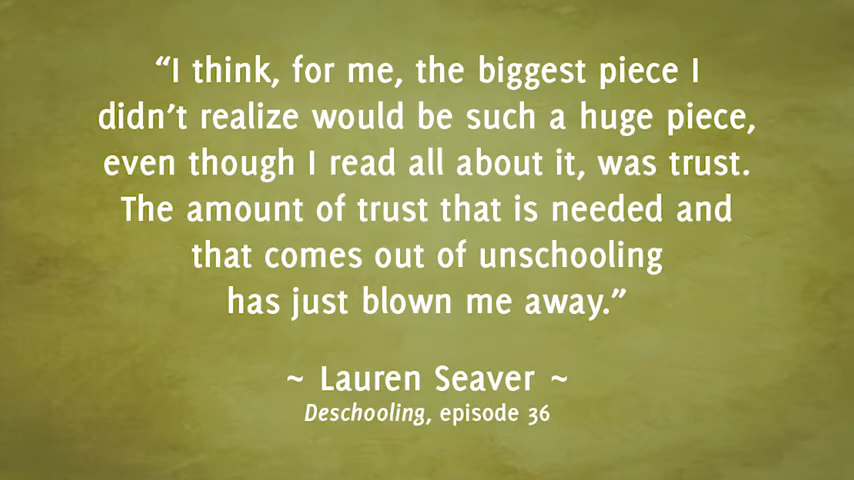 “I think, for me, the biggest piece I
didn’t realize would be such a huge piece,
even though I read all about it, was trust.
The amount of trust that is needed and
that comes out of unschooling
has just blown me away.”
~ Lauren Seaver ~
Deschooling, episode 36